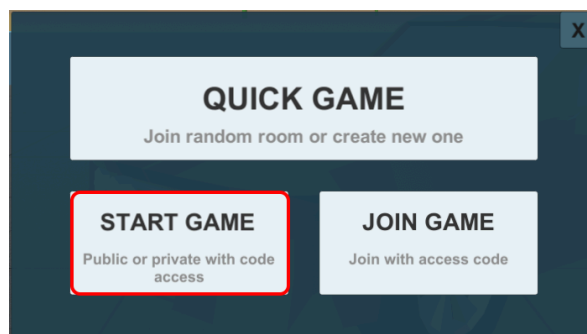 X
QUICK GAME
Join random room or create new one
START GAME
Public or private with code
access
JOIN GAME
Join with access code